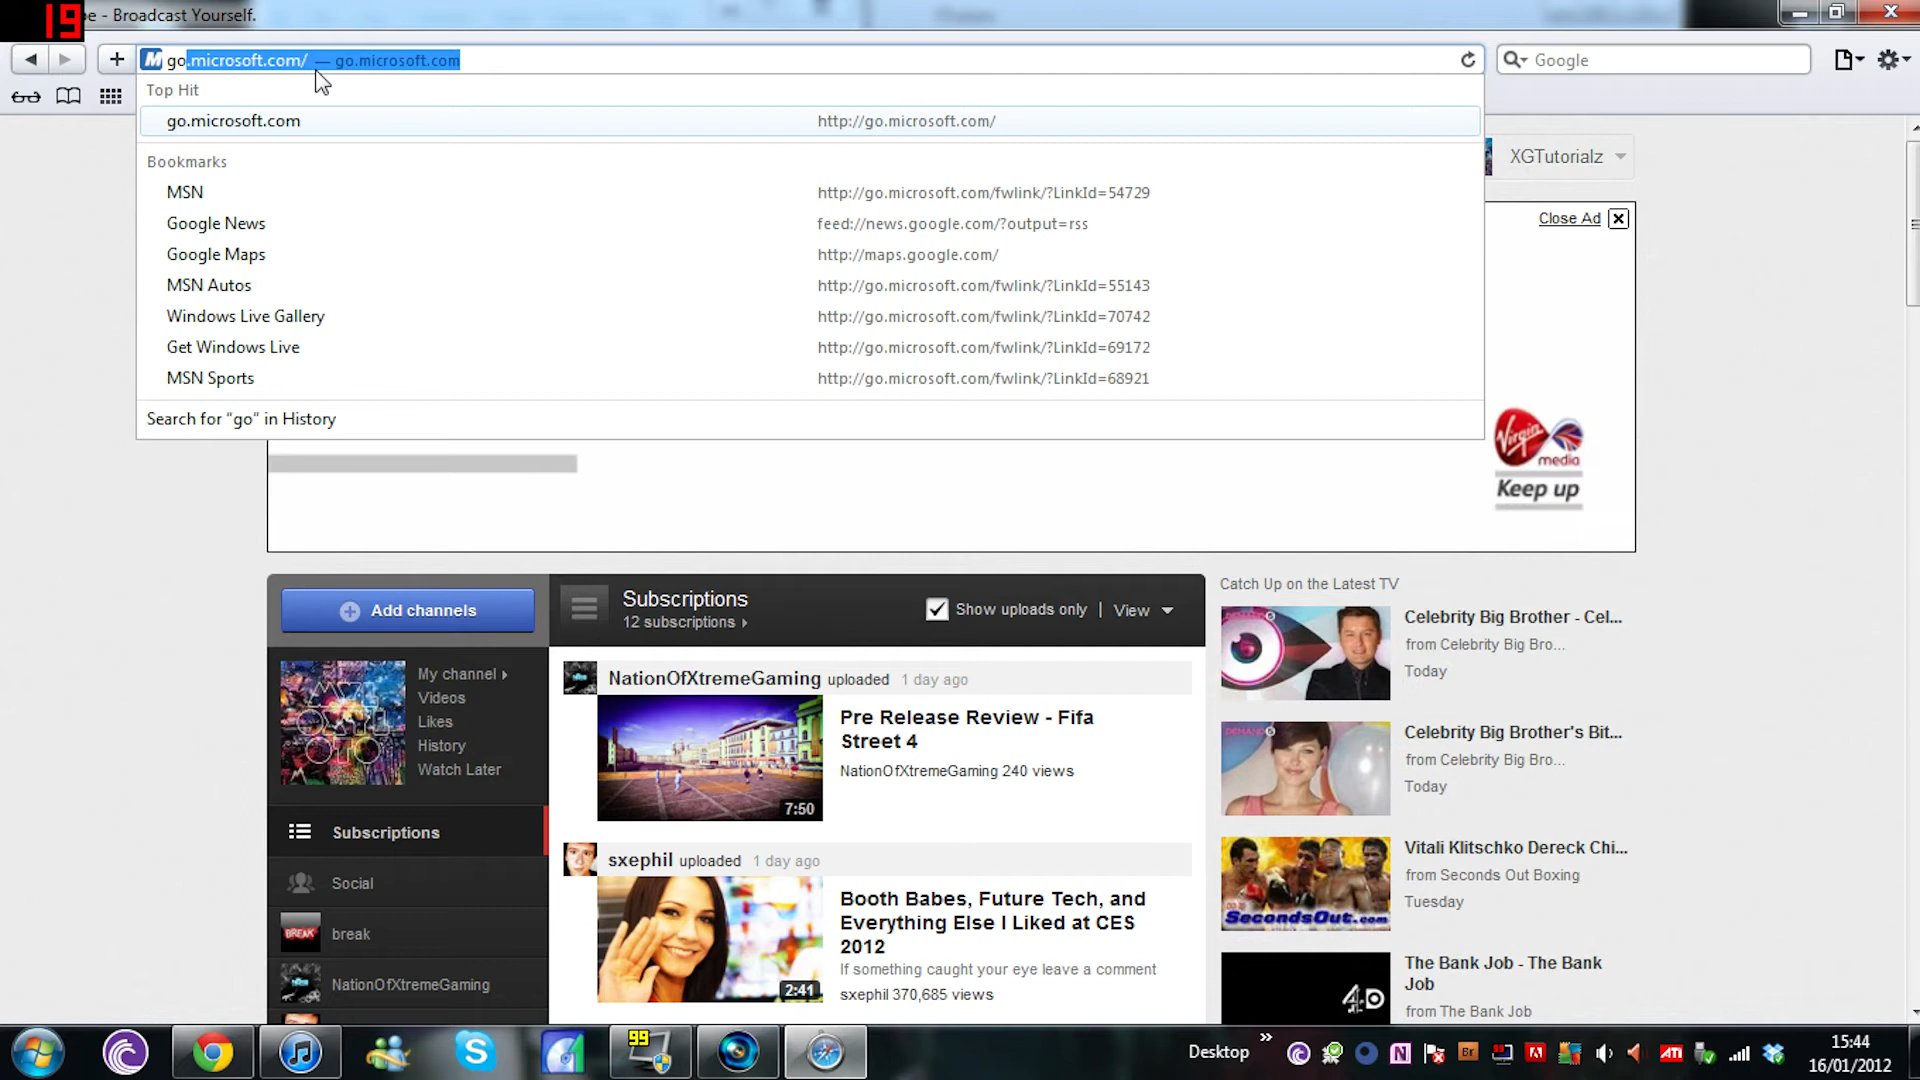 19
be - Broadcast Yourself.
go.microsoft.com/ — go.microsoft.com
Google
Top Hit
go.microsoft.com http://go.microsoft.com/
Bookmarks
MSN http://go.microsoft.com/fwlink/?LinkId=54729
Google News feed://news.google.com/?output=rss
Google Maps http://maps.google.com/
MSN Autos http://go.microsoft.com/fwlink/?LinkId=55143
Windows Live Gallery http://go.microsoft.com/fwlink/?LinkId=70742
Get Windows Live http://go.microsoft.com/fwlink/?LinkId=69172
MSN Sports http://go.microsoft.com/fwlink/?LinkId=68921
Search for "go" in History
XGTutorialz
Close Ad
Virgin
media
Keep up
Add channels
My channel
Videos
Likes
History
Watch Later
Subscriptions
Social
BREAK
break
NationOfXtremeGaming
Subscriptions
12 subscriptions
Show uploads only | View
NationOfXtremeGaming uploaded 1 day ago
Pre Release Review - Fifa
Street 4
NationOfXtremeGaming 240 views
7:50
sxephil uploaded 1 day ago
Booth Babes, Future Tech, and
Everything Else I Liked at CES
2012
If something caught your eye leave a comment
sxephil 370,685 views
2:41
Catch Up on the Latest TV
Celebrity Big Brother - Cel...
from Celebrity Big Bro...
Today
Celebrity Big Brother's Bit...
from Celebrity Big Bro...
Today
Vitali Klitschko Dereck Chi...
from Seconds Out Boxing
Tuesday
SecondsOut.com
The Bank Job - The Bank
Job
from The Bank Job
4oD
99
Desktop
Br
ATI
15:44
16/01/2012